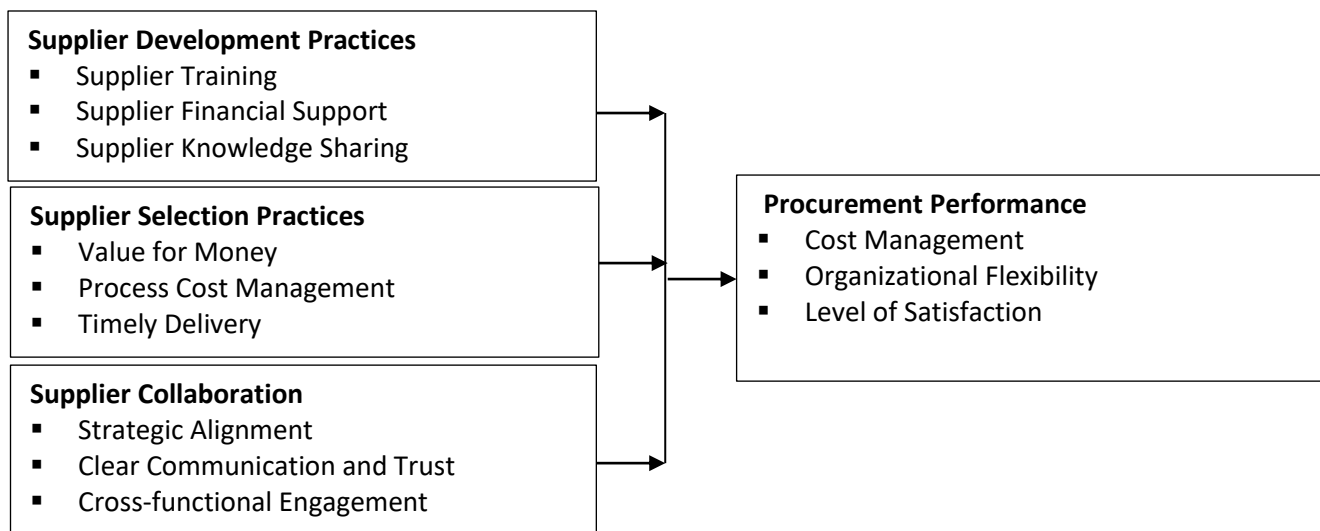 Supplier Development Practices
▪ Supplier Training
▪ Supplier Financial Support
▪ Supplier Knowledge Sharing
Supplier Selection Practices
▪ Value for Money
▪ Process Cost Management
▪ Timely Delivery
Supplier Collaboration
▪ Strategic Alignment
▪ Clear Communication and Trust
▪ Cross-functional Engagement
Procurement Performance
▪ Cost Management
▪ Organizational Flexibility
▪ Level of Satisfaction